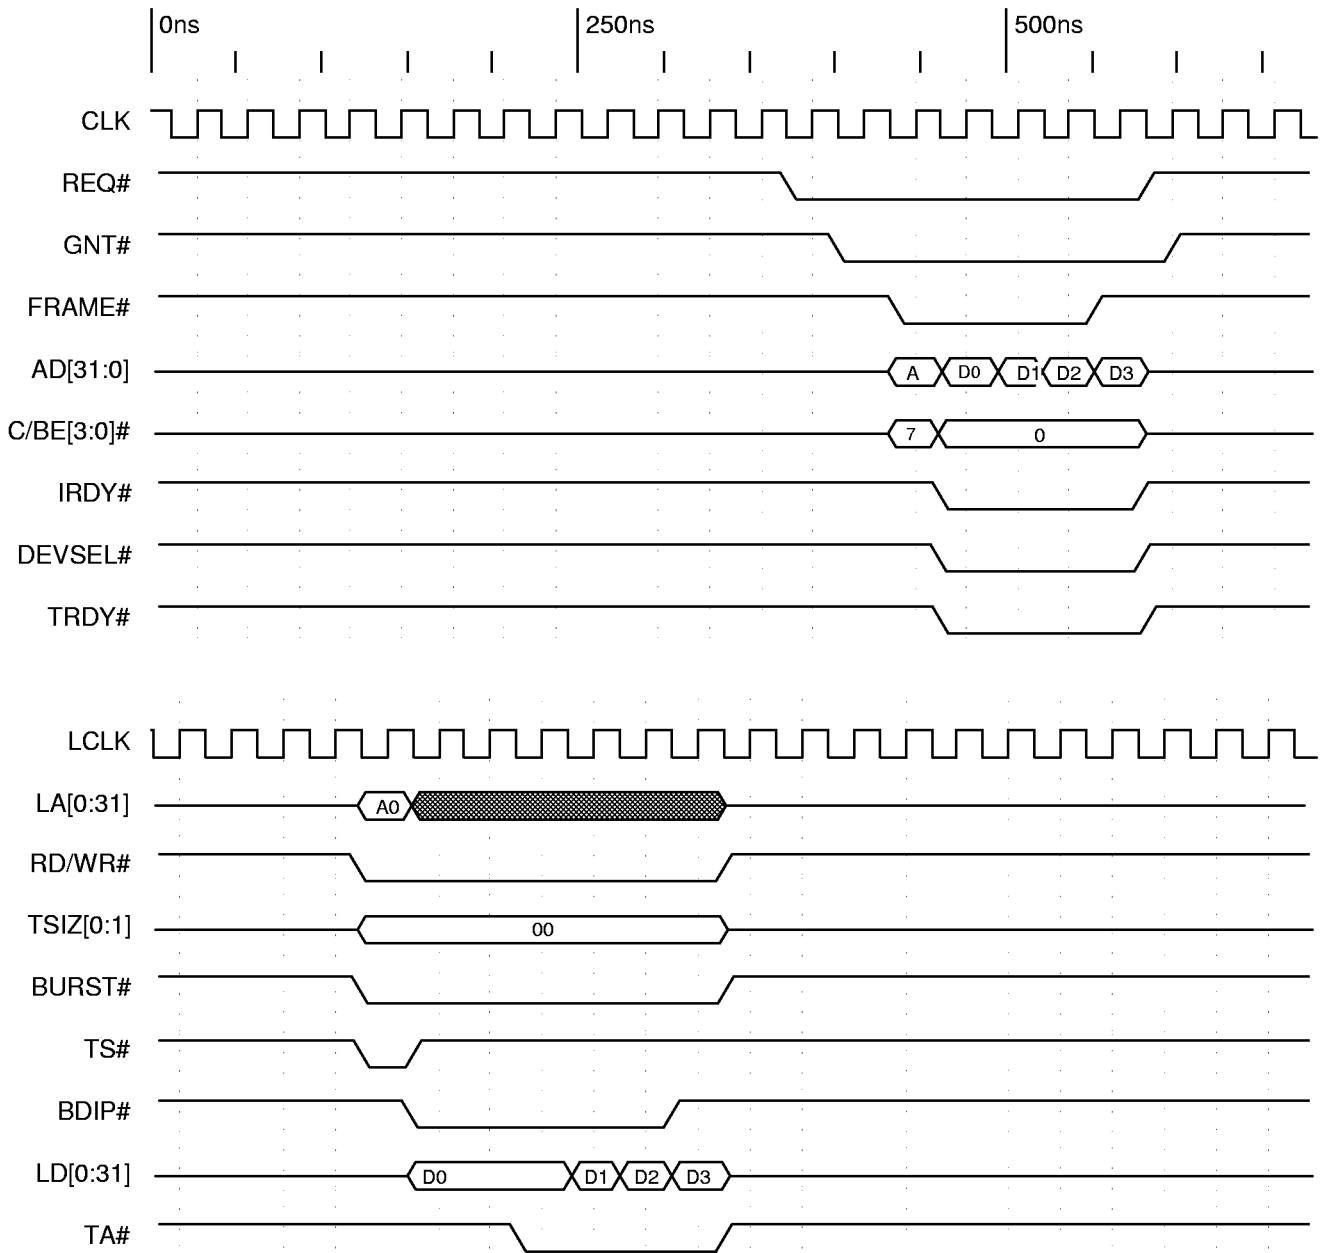 0ns 250ns 500ns
CLK
REQ#
GNT#
FRAME#
AD[31:0] A D0 D1 D2 D3
C/BE[3:0]# 7 0
IRDY#
DEVSEL#
TRDY#
LCLK
LA[0:31] A0
RD/WR#
TSIZ[0:1] 00
BURST#
TS#
BDIP#
LD[0:31] D0 D1 D2 D3
TA#